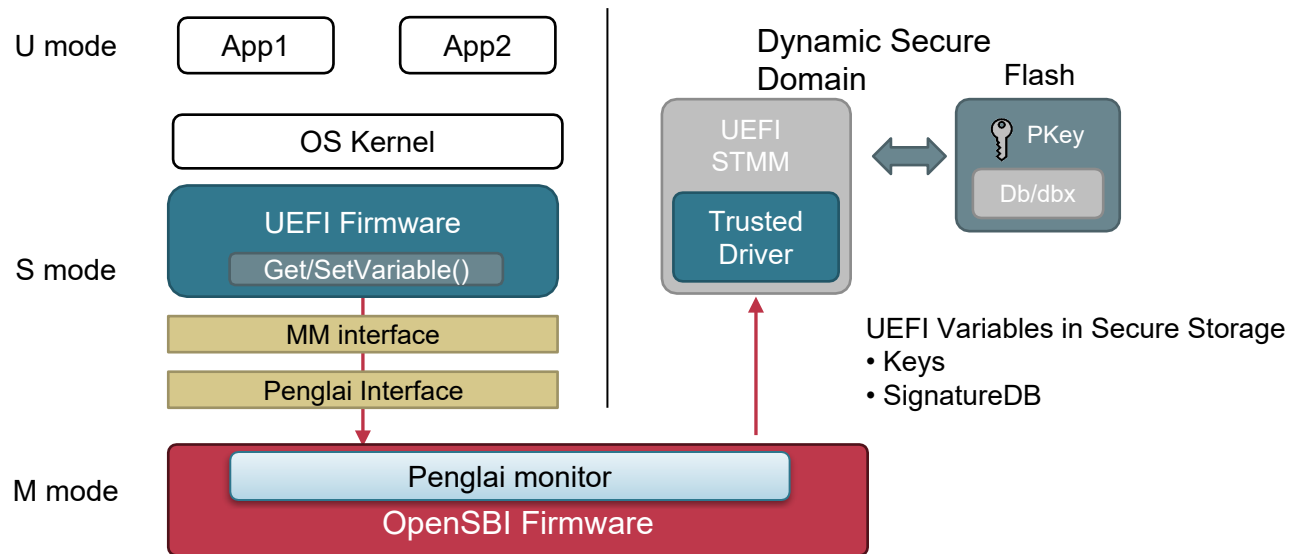 U mode
App1
App2
OS Kernel
S mode
UEFI Firmware
Get/SetVariable()
MM interface
Penglai Interface
Dynamic Secure
Domain
Flash
UEFI
STMM
Trusted
Driver
PKey
Db/dbx
UEFI Variables in Secure Storage
• Keys
• SignatureDB
M mode
Penglai monitor
OpenSBI Firmware